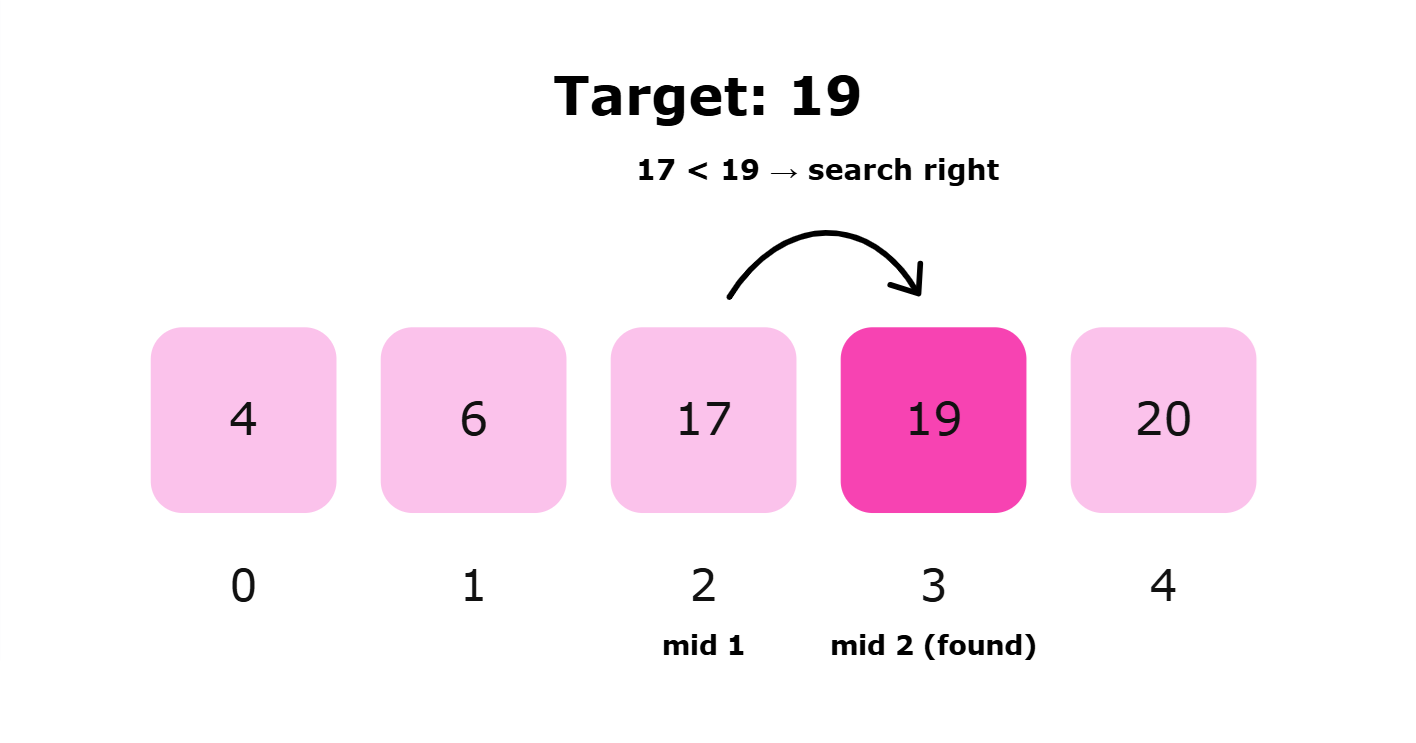 Target: 19
17 < 19 → search right
4 6 17 19 20
0 1 2 3 4
mid 1 mid 2 (found)